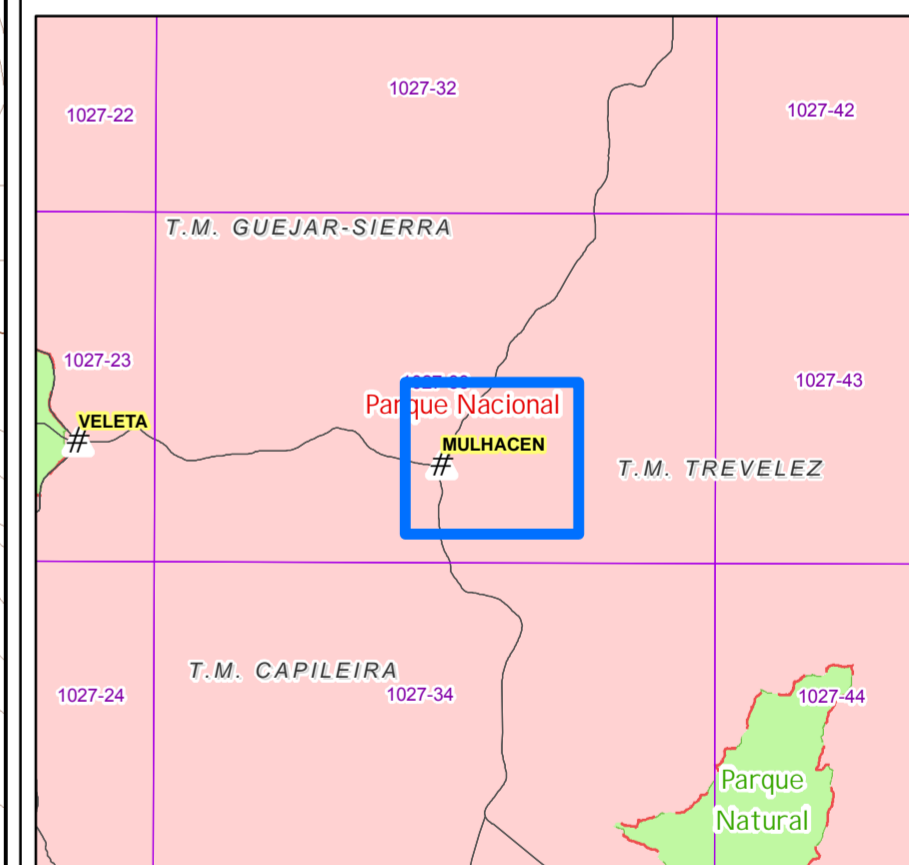 1027-32
1027-22
1027-42
T.M. GUEJAR-SIERRA
1027-23
1027-43
Parque Nacional
VELETA
#
MULHACEN
#
T.M. TREVELEZ
T.M. CAPILEIRA
1027-24
1027-34
1027-44
Parque
Natural